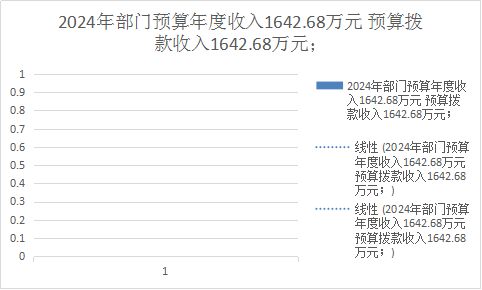 2024年部门预算年度收入1642.68万元 预算拨
款收入1642.68万元；
1
0.9
0.8
0.7
0.6
0.5
0.4
0.3
0.2
0.1
0
1
2024年部门预算年度收
入1642.68万元 预算拨
款收入1642.68万元；
线性 (2024年部门预算
年度收入1642.68万元
预算拨款收入1642.68
万元；)
线性 (2024年部门预算
年度收入1642.68万元
预算拨款收入1642.68
万元；)